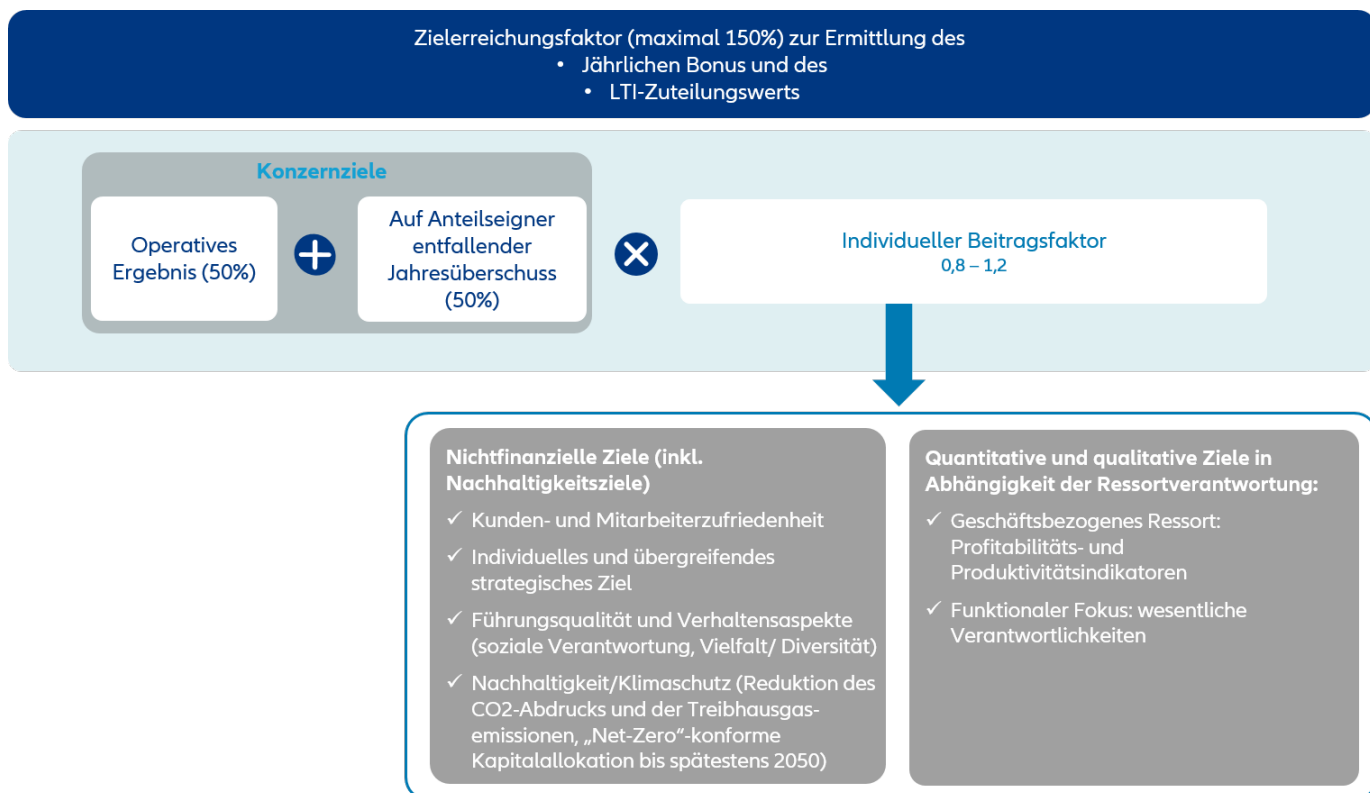 Zielerreichungsfaktor (maximal 150%) zur Ermittlung des
• Jährlichen Bonus und des
• LTI-Zuteilungswerts
Konzernziele
Operatives
Ergebnis (50%)
Auf Anteilseigner
entfallender
Jahresüberschuss
(50%)
Individueller Beitragsfaktor
0,8 – 1,2
Nichtfinanzielle Ziele (inkl.
Nachhaltigkeitsziele)
✓ Kunden- und Mitarbeiterzufriedenheit
✓ Individuelles und übergreifendes
strategisches Ziel
✓ Führungsqualität und Verhaltensaspekte
(soziale Verantwortung, Vielfalt/ Diversität)
✓ Nachhaltigkeit/Klimaschutz (Reduktion des
CO2-Abdrucks und der Treibhausgas-
emissionen, „Net-Zero“-konforme
Kapitalallokation bis spätestens 2050)
Quantitative und qualitative Ziele in
Abhängigkeit der Ressortverantwortung:
✓ Geschäftsbezogenes Ressort:
Profitabilitäts- und
Produktivitätsindikatoren
✓ Funktionaler Fokus: wesentliche
Verantwortlichkeiten